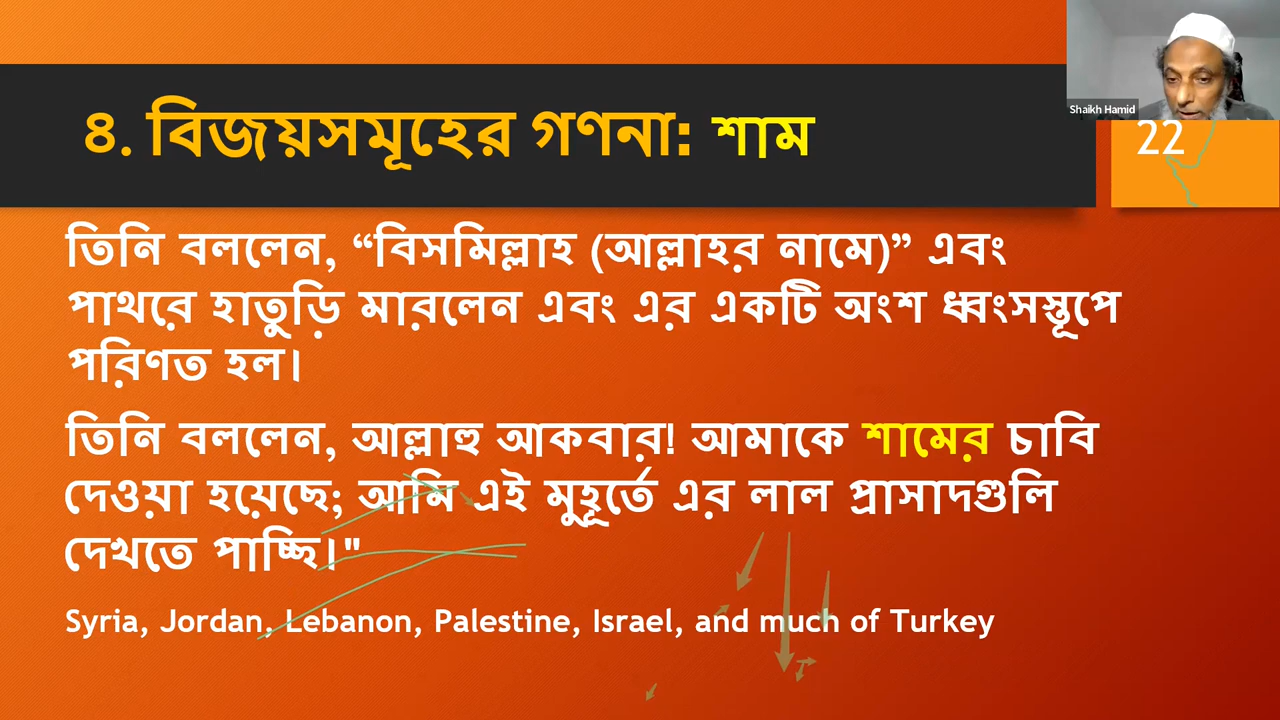 Shaikh Hamid
৪. বিজয়সমূহের গণনা: শাম
22
তিনি বললেন, “বিসমিল্লাহ (আল্লাহর নামে)” এবং
পাথরে হাতুড়ি মারলেন এবং এর একটি অংশ ধ্বংসস্তূপে
পরিণত হল।
তিনি বললেন, আল্লাহু আকবার! আমাকে শামের চাবি
দেওয়া হয়েছে; আমি এই মুহূর্তে এর লাল প্রাসাদগুলি
দেখতে পাচ্ছি।"
Syria, Jordan, Lebanon, Palestine, Israel, and much of Turkey